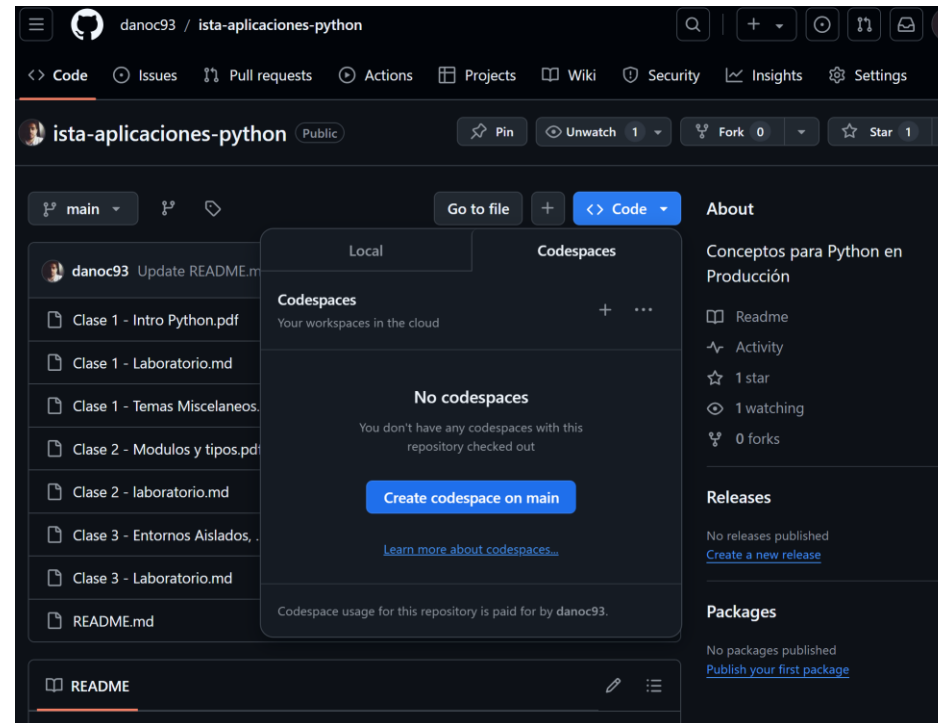 danoc93 / ista-aplicaciones-python
Code Issues Pull requests Actions Projects Wiki Security Insights Settings
ista-aplicaciones-python Public Pin Unwatch 1 Fork 0 Star 1
main Go to file Code
danoc93 Update README.m
Clase 1 - Intro Python.pdf
Clase 1 - Laboratorio.md
Clase 1 - Temas Miscelaneos.
Clase 2 - Modulos y tipos.pdf
Clase 2 - laboratorio.md
Clase 3 - Entornos Aislados, .
Clase 3 - Laboratorio.md
README.md
README
Local Codespaces
Codespaces
Your workspaces in the cloud
No codespaces
You don't have any codespaces with this
repository checked out
Create codespace on main
Learn more about codespaces...
Codespace usage for this repository is paid for by danoc93.
About
Conceptos para Python en
Producción
Readme
Activity
1 star
1 watching
0 forks
Releases
No releases published
Create a new release
Packages
No packages published
Publish your first package